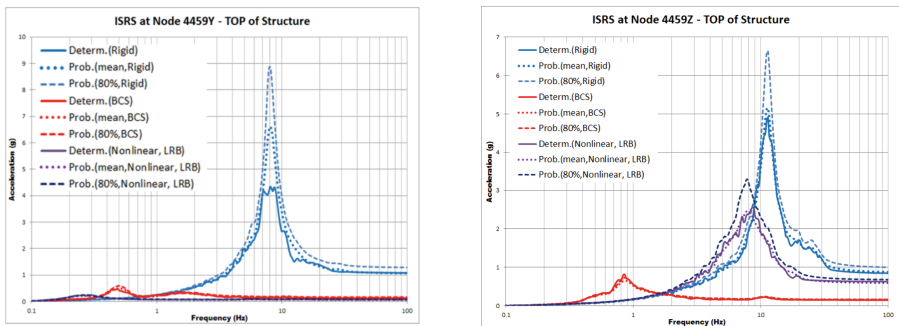 ISRS at Node 4459Y - TOP of Structure
Acceleration (g)
10
9
8
7
6
5
4
3
2
1
0
Determ.(Rigid)
Prob.(mean,Rigid)
Prob.(80%,Rigid)
Determ.(BCS)
Prob.(mean,BCS)
Prob.(80%,BCS)
Determ.(Nonlinear, LRB)
Prob.(mean,Nonlinear, LRB)
Prob.(80%,Nonlinear, LRB)
0.1
1
10
100
Frequency (Hz)
ISRS at Node 4459Z - TOP of Structure
Acceleration (g)
7
6
5
4
3
2
1
0
Determ.(Rigid)
Prob.(mean,Rigid)
Prob.(80%,Rigid)
Determ.(BCS)
Prob.(mean,BCS)
Prob.(80%,BCS)
Determ.(Nonlinear, LRB)
Prob.(mean,Nonlinear, LRB)
Prob.(80%,Nonlinear, LRB)
0.1
1
10
100
Frequency (Hz)